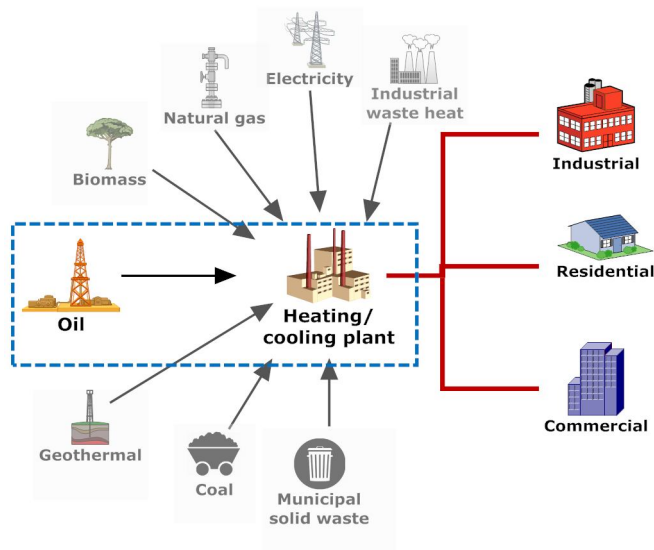 Electricity
Natural gas
Industrial
waste heat
Biomass
Industrial
Oil
Heating/
cooling plant
Residential
Geothermal
Coal
Municipal
solid waste
Commercial